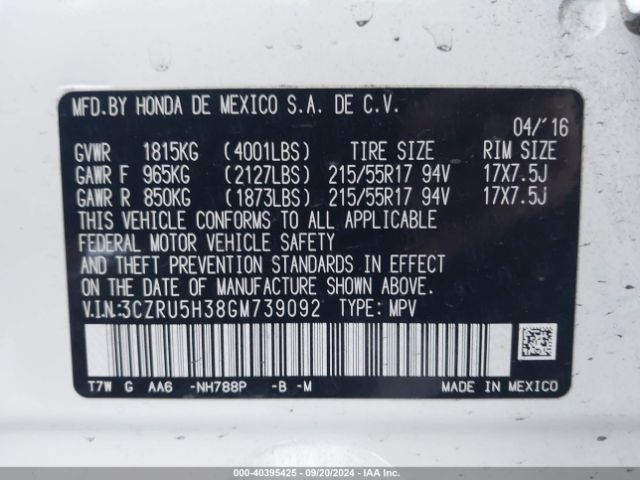 MFD.BY HONDA DE MEXICO S.A. DE C.V.
04/'16
GVWR 1815KG (4001LBS) TIRE SIZE RIM SIZE
GAWR F 965KG (2127LBS) 215/55R17 94V 17X7.5J
GAWR R 850KG (1873LBS) 215/55R17 94V 17X7.5J
THIS VEHICLE CONFORMS TO ALL APPLICABLE
FEDERAL MOTOR VEHICLE SAFETY
AND THEFT PREVENTION STANDARDS IN EFFECT
ON THE DATE OF MANUFACTURE SHOWN ABOVE.
V.I.N.:3CZRU5H38GM739092 TYPE: MPV
T7W G AA6 -NH788P -B -M MADE IN MEXICO
000-40395425 - 09/20/2024 - IAAI.COM